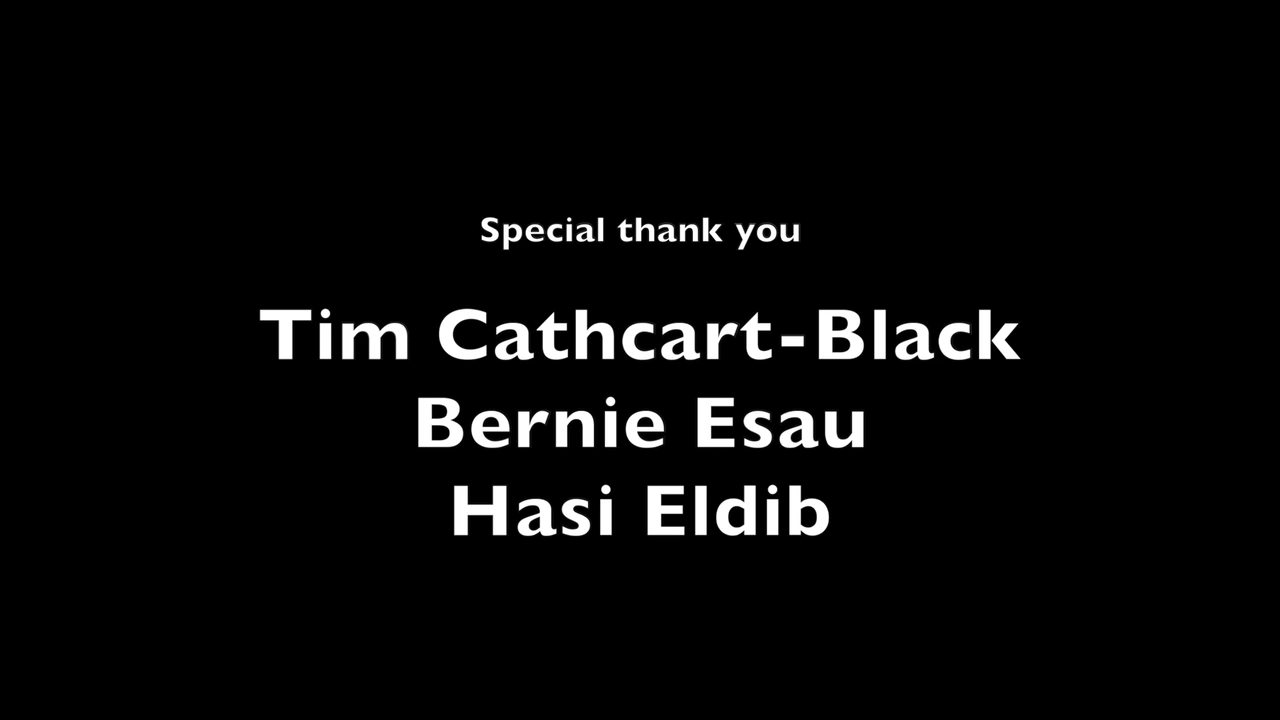 Special thank you
Tim Cathcart-Black
Bernie Esau
Hasi Eldib